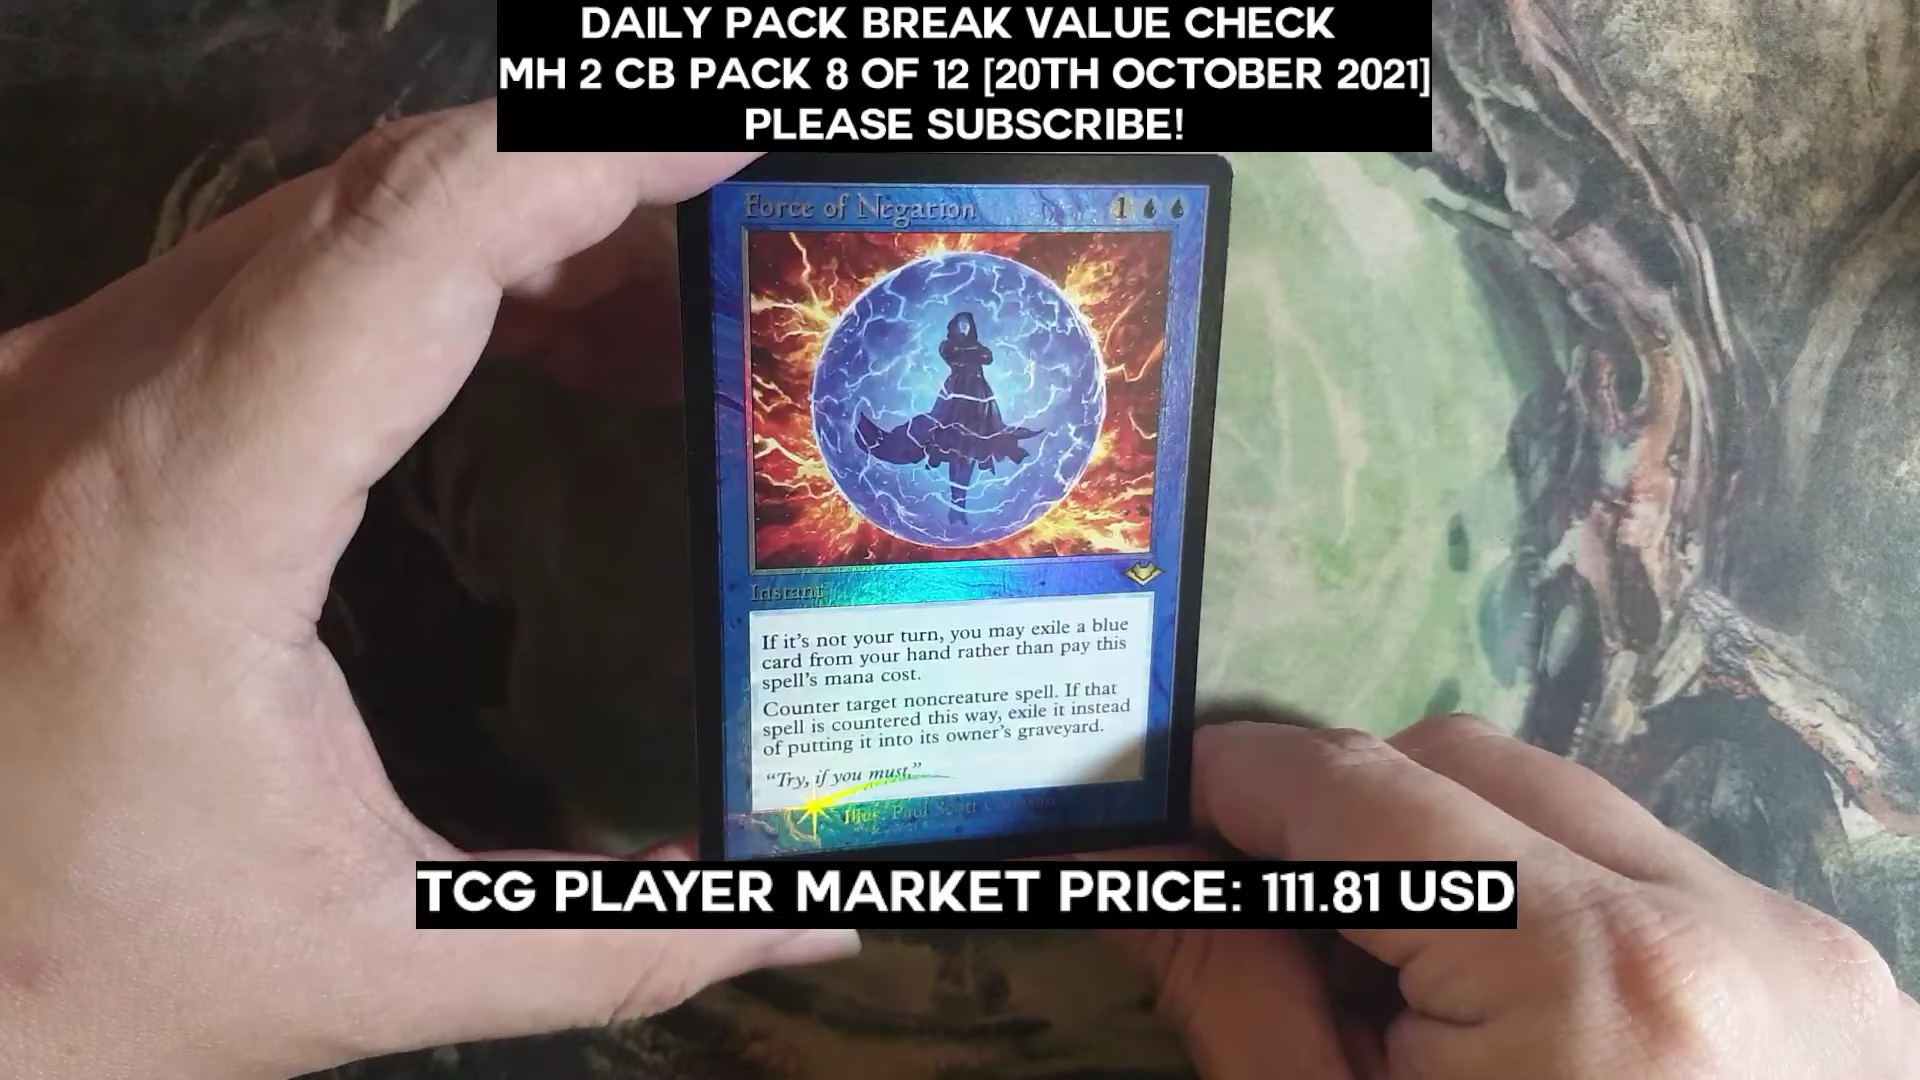 DAILY PACK BREAK VALUE CHECK
MH 2 CB PACK 8 OF 12 [20TH OCTOBER 2021]
PLEASE SUBSCRIBE!
Force of Negation 1
Instant
If it's not your turn, you may exile a blue
card from your hand rather than pay this
spell's mana cost.
Counter target noncreature spell. If that
spell is countered this way, exile it instead
of putting it into its owner's graveyard.
"Try, if you must."
Illus. Paul Scott
TCG PLAYER MARKET PRICE: 111.81 USD